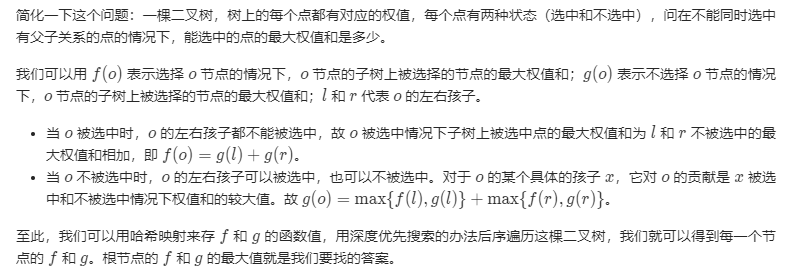 简化一下这个问题：一棵二叉树，树上的每个点都有对应的权值，每个点有两种状态（选中和不选中），问在不能同时选中
有父子关系的点的情况下，能选中的点的最大权值和是多少。
我们可以用 f(o) 表示选择 o 节点的情况下，o 节点的子树上被选择的节点的最大权值和；g(o) 表示不选择 o 节点的情况
下，o 节点的子树上被选择的节点的最大权值和；l 和 r 代表 o 的左右孩子。
• 当 o 被选中时，o 的左右孩子都不能被选中，故 o 被选中情况下子树上被选中点的最大权值和为 l 和 r 不被选中的最
大权值和相加，即 f(o) = g(l) + g(r)。
• 当 o 不被选中时，o 的左右孩子可以被选中，也可以不被选中。对于 o 的某个具体的孩子 x，它对 o 的贡献是 x 被选
中和不被选中情况下权值和的较大值。故 g(o) = max{f(l), g(l)} + max{f(r), g(r)}。
至此，我们可以用哈希映射来存 f 和 g 的函数值，用深度优先搜索的办法后序遍历这棵二叉树，我们就可以得到每一个节
点的 f 和 g。根节点的 f 和 g 的最大值就是我们要找的答案。